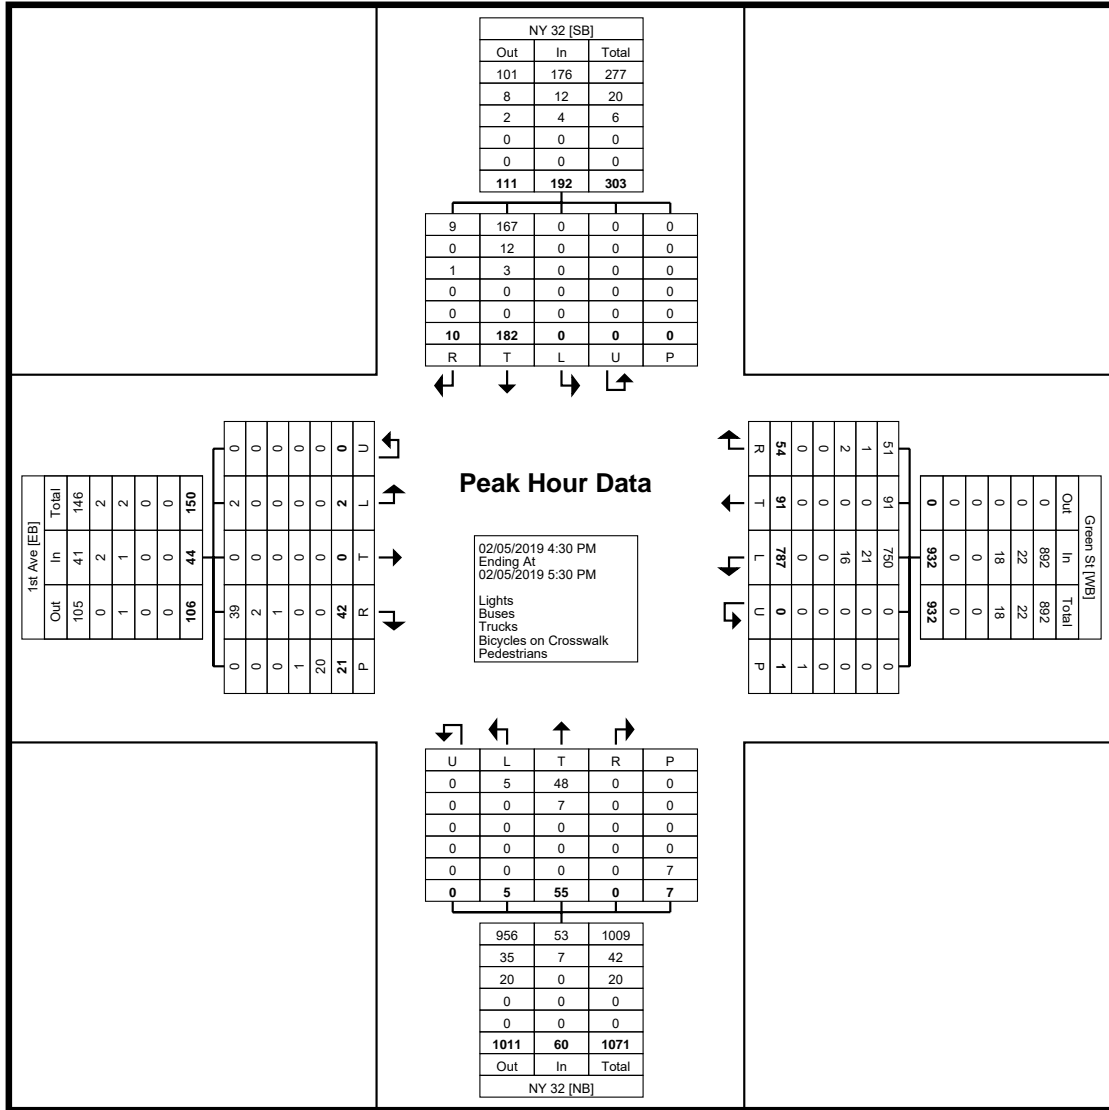 NY 32 [SB]
Out In Total
101 176 277
8 12 20
2 4 6
0 0 0
0 0 0
111 192 303
9 167 0 0 0
0 12 0 0 0
1 3 0 0 0
0 0 0 0 0
0 0 0 0 0
10 182 0 0 0
R T L U P
1st Ave [EB]
Total 146 2 2 0 0 150
In 41 2 1 0 0 44
Out 105 0 1 0 0 106
0 0 0 0 0 0 U
2 0 0 0 0 2 L
0 0 0 0 0 0 T
39 2 1 0 0 42 R
0 0 0 1 20 21 P
Peak Hour Data
02/05/2019 4:30 PM
Ending At
02/05/2019 5:30 PM
Lights
Buses
Trucks
Bicycles on Crosswalk
Pedestrians
R 54 0 0 2 1 51
T 91 0 0 0 0 91
L 787 0 0 16 21 750
U 0 0 0 0 0 0
P 1 1 0 0 0 0
Green St [WB]
Out In Total
0 892 892
0 22 22
0 18 18
0 0 0
0 0 0
0 932 932
U L T R P
0 5 48 0 0
0 0 7 0 0
0 0 0 0 0
0 0 0 0 0
0 0 0 0 7
0 5 55 0 7
956 53 1009
35 7 42
20 0 20
0 0 0
0 0 0
1011 60 1071
Out In Total
NY 32 [NB]